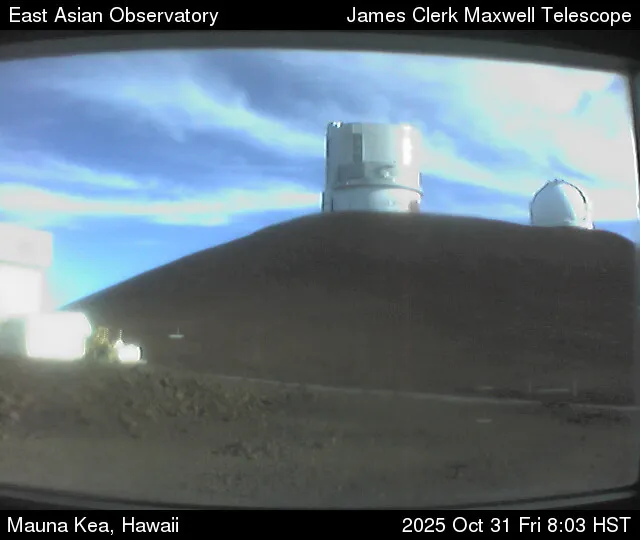 East Asian Observatory
James Clerk Maxwell Telescope
Mauna Kea, Hawaii
2025 Oct 31 Fri 8:03 HST